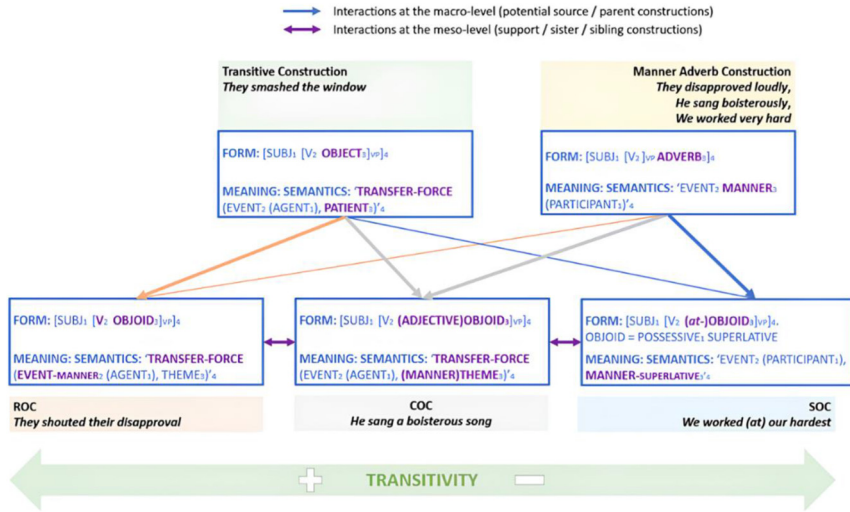 Interactions at the macro-level (potential source / parent constructions)
Interactions at the meso-level (support / sister / sibling constructions)
Transitive Construction
They smashed the window
Manner Adverb Construction
They disapproved loudly,
He sang boisterously,
We worked very hard
FORM: [SUBJ₁ [V₂ OBJECT₃]VP]₄
MEANING: SEMANTICS: ‘TRANSFER-FORCE
(EVENT₂ (AGENT₁), PATIENT₃)’₄
FORM: [SUBJ₁ [V₂]VP ADVERB₃]₄
MEANING: SEMANTICS: ‘EVENT₂ MANNER₃
(PARTICIPANT₁)’₄
FORM: [SUBJ₁ [V₂ OBJOID₃]VP]₄
MEANING: SEMANTICS: ‘TRANSFER-FORCE
(EVENT-MANNER₂ (AGENT₁), THEME₃)’₄
FORM: [SUBJ₁ [V₂ (ADJECTIVE)OBJOID₃]VP]₄
MEANING: SEMANTICS: ‘TRANSFER-FORCE
(EVENT₂ (AGENT₁), (MANNER)THEME₃)’₄
FORM: [SUBJ₁ [V₂ (at-)OBJOID₃]VP]₄.
OBJOID = POSSESSIVE₁ SUPERLATIVE
MEANING: SEMANTICS: ‘EVENT₂ (PARTICIPANT₁),
MANNER-SUPERLATIVE₃’₄
ROC
They shouted their disapproval
COC
He sang a boisterous song
SOC
We worked (at) our hardest
+ TRANSITIVITY −